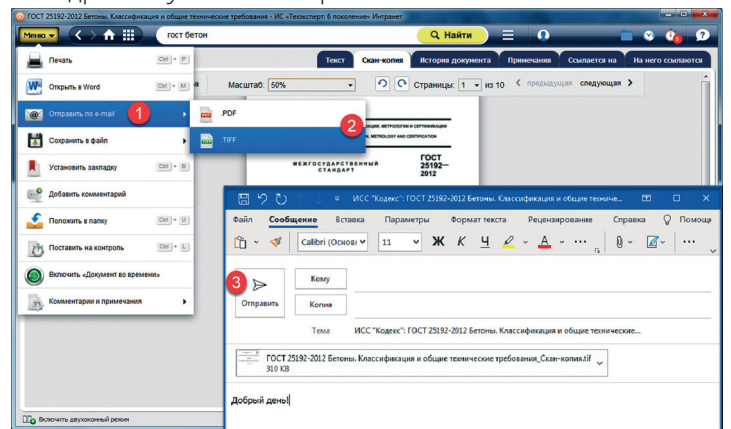 ГОСТ 25192-2012 Бетоны. Классификация и общие технические требования - ИС «Техэксперт: 6 поколение» Интранет
Меню
гост бетон
Найти
Печать Ctrl + P
Открыть в Word Ctrl + M
Отправить по e-mail
Сохранить в файл
Установить закладку Ctrl + B
Добавить комментарий
Положить в папку Ctrl + U
Поставить на контроль Ctrl + L
Включить «Документ во времени»
Комментарии и примечания
Включить двухоконный режим
Текст Скан-копия История документа Примечания Ссылается на На него ссылаются
Масштаб: 50% Страницы: 1 из 10 предыдущая следующая
1
.PDF
TIFF
2
МЕЖГОСУДАРСТВЕННЫЙ
СТАНДАРТ
ГОСТ
25192—
2012
ИСС "Кодекс": ГОСТ 25192-2012 Бетоны. Классификация и общие техниче...
Файл Сообщение Вставка Параметры Формат текста Рецензирование Справка Помощ
Calibri (Основ 11 Ж К Ч А
3
Отправить
Кому
Копия
Тема ИСС "Кодекс": ГОСТ 25192-2012 Бетоны. Классификация и общие технические...
ГОСТ 25192-2012 Бетоны. Классификация и общие технические требования_Скан-копия.tif
310 KB
Добрый день!